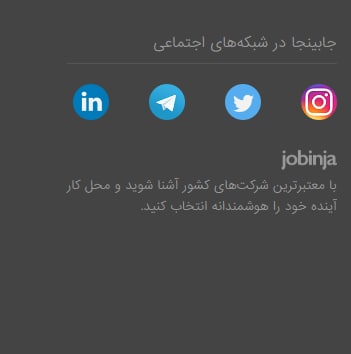 جابینجا در شبکه‌های اجتماعی
jobinja
با معتبرترین شرکت‌های کشور آشنا شوید و محل کار
آینده خود را هوشمندانه انتخاب کنید.